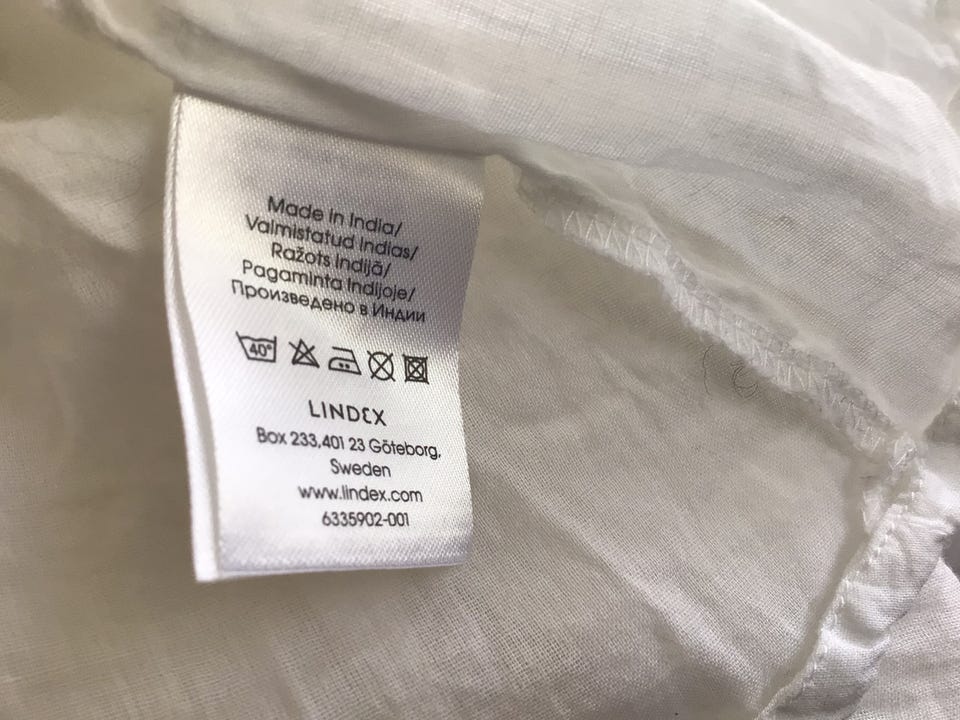 Made in India/
Valmistatud Indias/
Ražots Indijā/
Pagaminta Indijoje/
Произведено в Индии
40°
LINDEX
Box 233,401 23 Göteborg,
Sweden
www.lindex.com
6335902-001